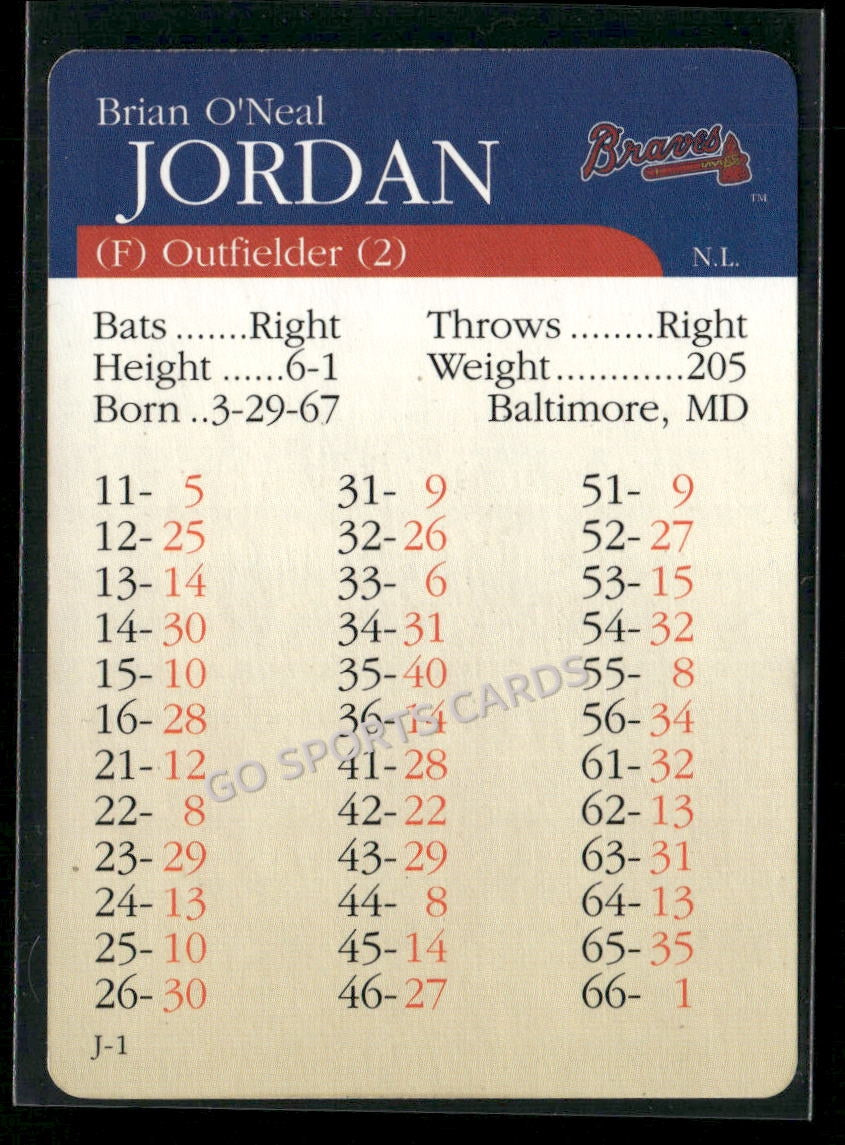 Brian O'Neal
JORDAN
Braves
TM
(F) Outfielder (2)
N.L.
Bats .......Right Throws ........Right
Height ......6-1 Weight............205
Born ..3-29-67 Baltimore, MD
11- 5 31- 9 51- 9
12-25 32-26 52-27
13-14 33- 6 53-15
14-30 34-31 54-32
15-10 35-40 55- 8
16-28 36-14 56-34
21-12 41-28 61-32
22- 8 42-22 62-13
23-29 43-29 63-31
24-13 44- 8 64-13
25-10 45-14 65-35
26-30 46-27 66- 1
J-1
GO SPORTS CARDS